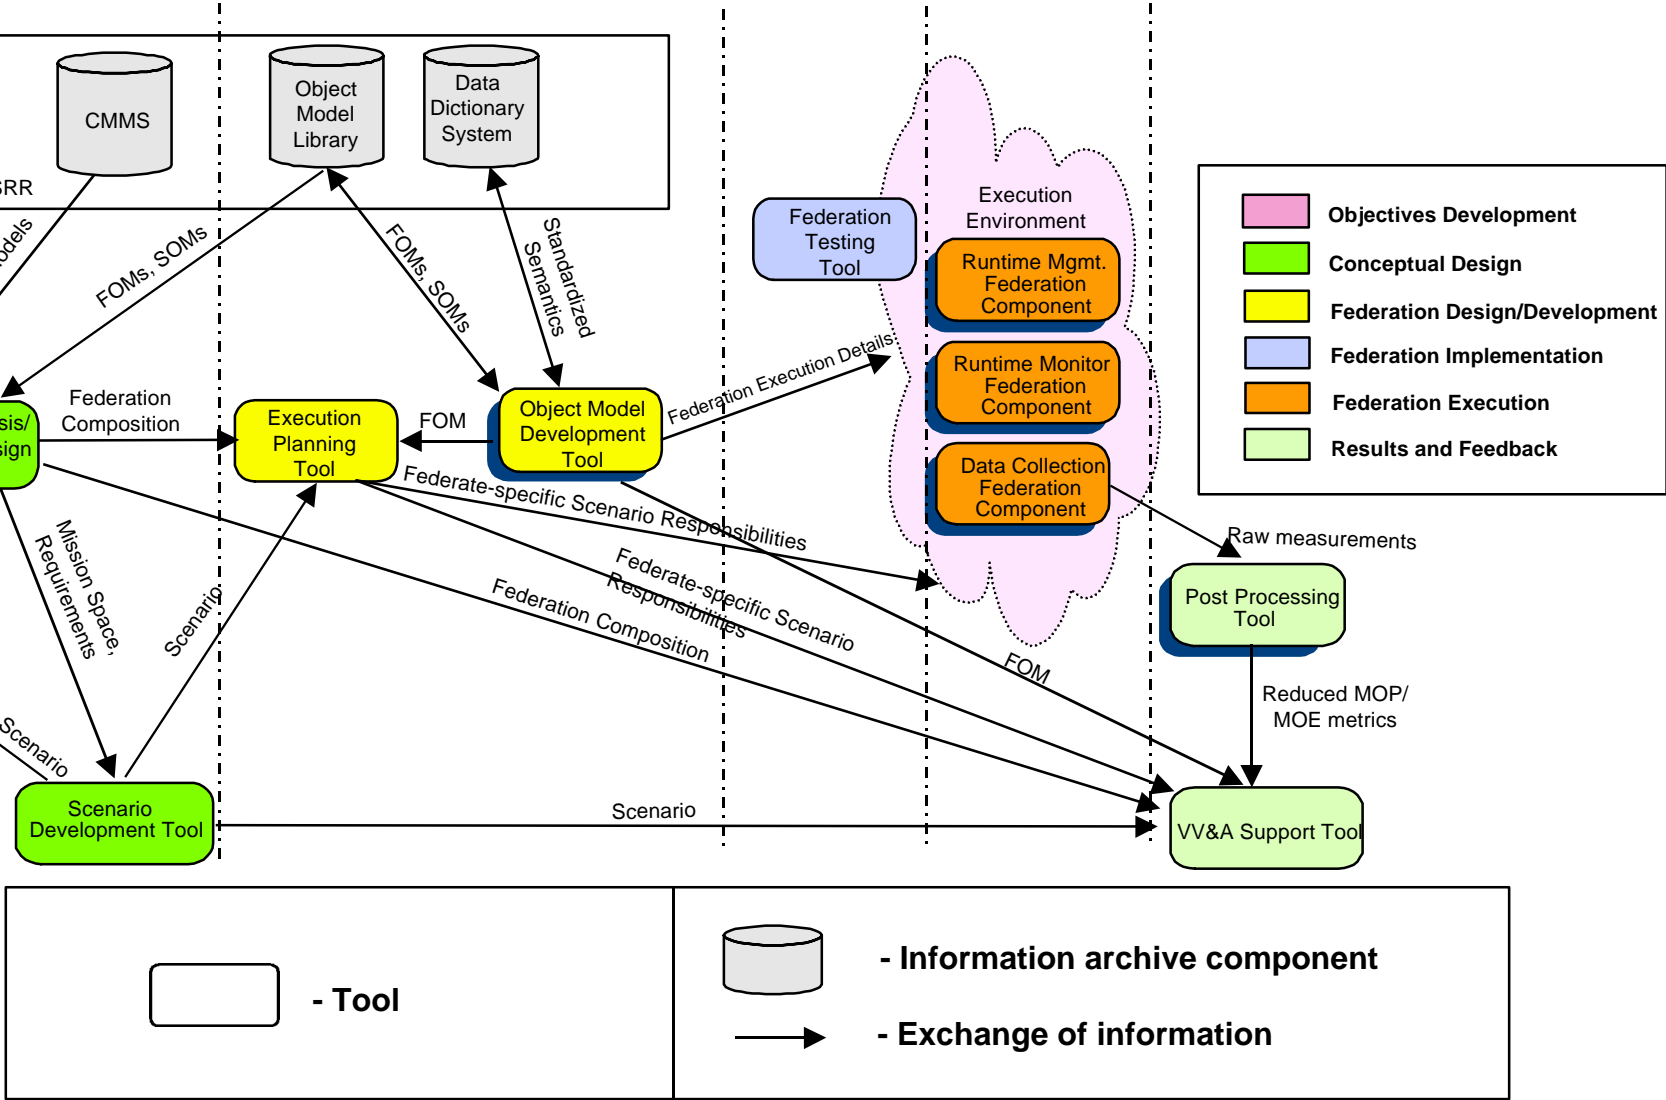 CMMS
Object
Model
Library
Data
Dictionary
System
SRR
FOMs, SOMs
FOMs, SOMs
Standardized
Semantics
Federation
Testing
Tool
Execution
Environment
Runtime Mgmt.
Federation
Component
Runtime Monitor
Federation
Component
Data Collection
Federation
Component
Objectives Development
Conceptual Design
Federation Design/Development
Federation Implementation
Federation Execution
Results and Feedback
Federation
Composition
Execution
Planning
Tool
FOM
Object Model
Development
Tool
Federation Execution Details
Federate-specific Scenario Responsibilities
Federate-specific Scenario
Responsibilities
Federation Composition
FOM
Mission Space,
Requirements
Scenario
Scenario
Raw measurements
Post Processing
Tool
Reduced MOP/
MOE metrics
Scenario
Development Tool
Scenario
VV&A Support Tool
- Tool
- Information archive component
- Exchange of information